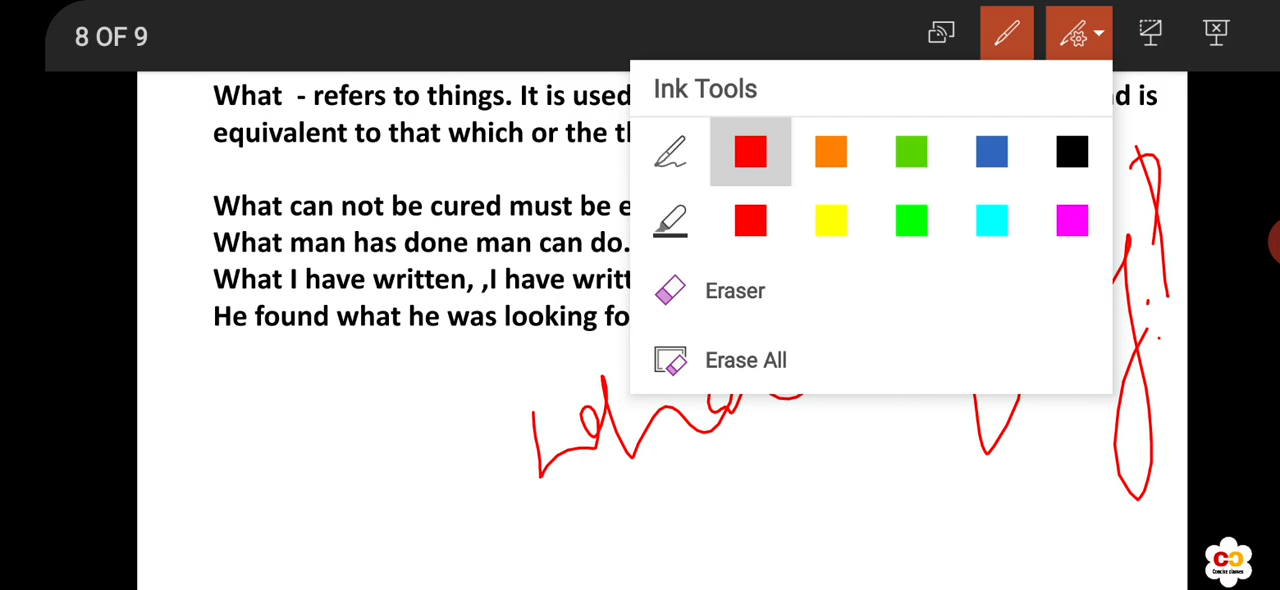 8 OF 9
What - refers to things. It is used
d is
equivalent to that which or the
Ink Tools
What can not be cured must be
What man has done man can do.
What I have written, ,I have writt
He found what he was looking fo
Eraser
Erase All
Concise classes